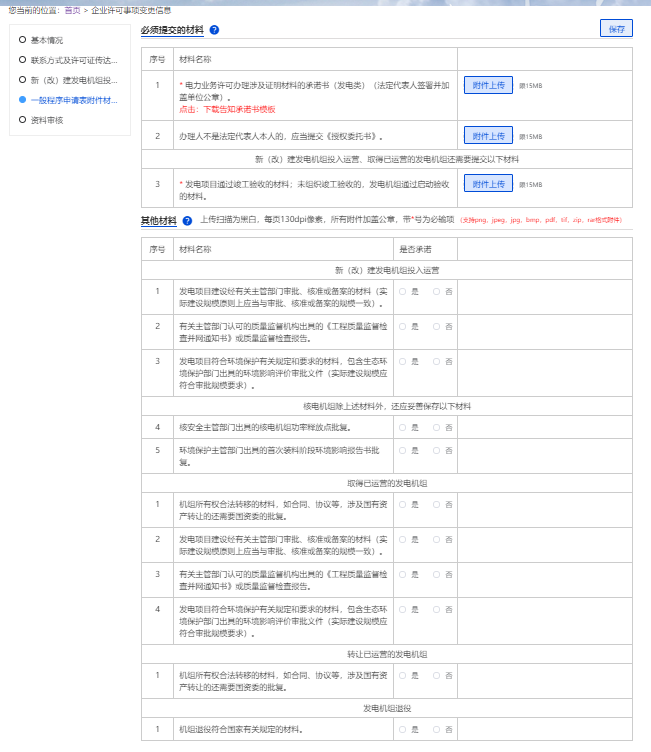 您当前的位置：首页 > 企业许可事项变更信息
基本情况
联系方式及许可证传达...
新（改）建发电机组投...
一般程序申请表附件材...
资料审核
必须提交的材料 ?
保存
序号 材料名称
1 * 电力业务许可办理涉及证明材料的承诺书（发电类）（法定代表人签署并加
盖单位公章）。
点击：下载告知承诺书模板
附件上传 限15MB
2 办理人不是法定代表人本人的，应当提交《授权委托书》。
附件上传 限15MB
新（改）建发电机组投入运营、取得已运营的发电机组还需要提交以下材料
3 * 发电项目通过竣工验收的材料；未组织竣工验收的，发电机组通过启动验收
的材料。
附件上传 限15MB
其他材料 ? 上传扫描为黑白，每页130dpi像素，所有附件加盖公章，带*号为必输项 （支持png、jpeg、jpg、bmp、pdf、tif、zip、rar格式附件）
序号 材料名称 是否承诺
新（改）建发电机组投入运营
1 发电项目建设经有关主管部门审批、核准或备案的材料（实 是 否
际建设规模原则上应当与审批、核准或备案的规模一致）。
2 有关主管部门认可的质量监督机构出具的《工程质量监督检 是 否
查并网通知书》或质量监督检查报告。
3 发电项目符合环境保护有关规定和要求的材料，包含生态环 是 否
境保护部门出具的环境影响评价审批文件（实际建设规模应
符合审批规模要求）。
核电机组除上述材料外，还应妥善保存以下材料
4 核安全主管部门出具的核电机组功率释放点批复。 是 否
5 环境保护主管部门出具的首次装料阶段环境影响报告书批 是 否
复。
取得已运营的发电机组
1 机组所有权合法转移的材料，如合同、协议等，涉及国有资 是 否
产转让的还需要国资委的批复。
2 发电项目建设经有关主管部门审批、核准或备案的材料（实 是 否
际建设规模原则上应当与审批、核准或备案的规模一致）。
3 有关主管部门认可的质量监督机构出具的《工程质量监督检 是 否
查并网通知书》或质量监督检查报告。
4 发电项目符合环境保护有关规定和要求的材料，包含生态环 是 否
境保护部门出具的环境影响评价审批文件（实际建设规模应
符合审批规模要求）。
转让已运营的发电机组
1 机组所有权合法转移的材料，如合同、协议等，涉及国有资 是 否
产转让的还需要国资委的批复。
发电机组退役
1 机组退役符合国家有关规定的材料。 是 否